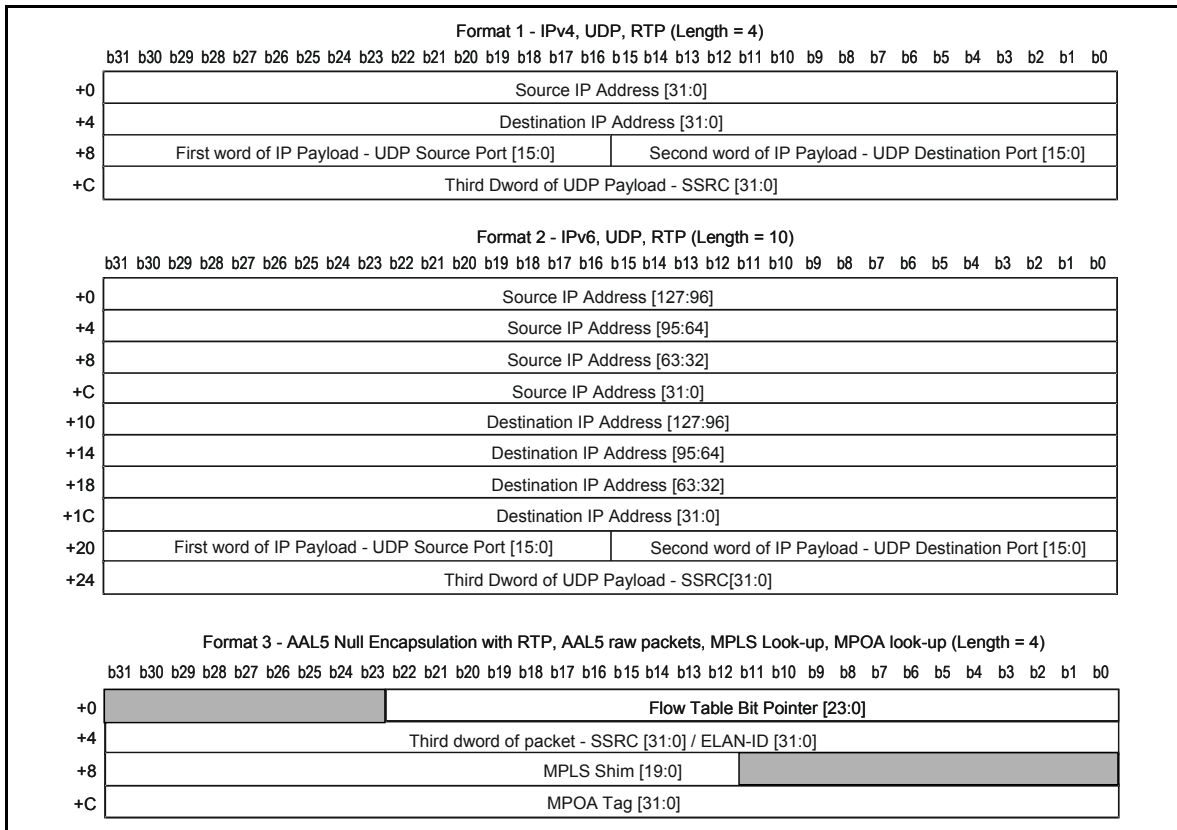 Format 1 - IPv4, UDP, RTP (Length = 4)
b31 b30 b29 b28 b27 b26 b25 b24 b23 b22 b21 b20 b19 b18 b17 b16 b15 b14 b13 b12 b11 b10 b9 b8 b7 b6 b5 b4 b3 b2 b1 b0
+0 Source IP Address [31:0]
+4 Destination IP Address [31:0]
+8 First word of IP Payload - UDP Source Port [15:0] Second word of IP Payload - UDP Destination Port [15:0]
+C Third Dword of UDP Payload - SSRC [31:0]
Format 2 - IPv6, UDP, RTP (Length = 10)
b31 b30 b29 b28 b27 b26 b25 b24 b23 b22 b21 b20 b19 b18 b17 b16 b15 b14 b13 b12 b11 b10 b9 b8 b7 b6 b5 b4 b3 b2 b1 b0
+0 Source IP Address [127:96]
+4 Source IP Address [95:64]
+8 Source IP Address [63:32]
+C Source IP Address [31:0]
+10 Destination IP Address [127:96]
+14 Destination IP Address [95:64]
+18 Destination IP Address [63:32]
+1C Destination IP Address [31:0]
+20 First word of IP Payload - UDP Source Port [15:0] Second word of IP Payload - UDP Destination Port [15:0]
+24 Third Dword of UDP Payload - SSRC[31:0]
Format 3 - AAL5 Null Encapsulation with RTP, AAL5 raw packets, MPLS Look-up, MPOA look-up (Length = 4)
b31 b30 b29 b28 b27 b26 b25 b24 b23 b22 b21 b20 b19 b18 b17 b16 b15 b14 b13 b12 b11 b10 b9 b8 b7 b6 b5 b4 b3 b2 b1 b0
+0 Flow Table Bit Pointer [23:0]
+4 Third dword of packet - SSRC [31:0] / ELAN-ID [31:0]
+8 MPLS Shim [19:0]
+C MPOA Tag [31:0]